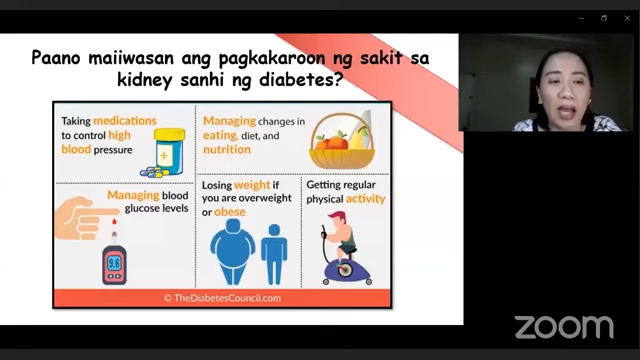 Paano maiiwasan ang pagkakaroon ng sakit sa
kidney sanhi ng diabetes?
Taking medications
to control high
blood pressure
Managing changes in
eating, diet, and
nutrition
Managing blood
glucose levels
9.6
Losing weight if
you are overweight
or obese
Getting regular
physical activity
© TheDiabetesCouncil.com
zoom